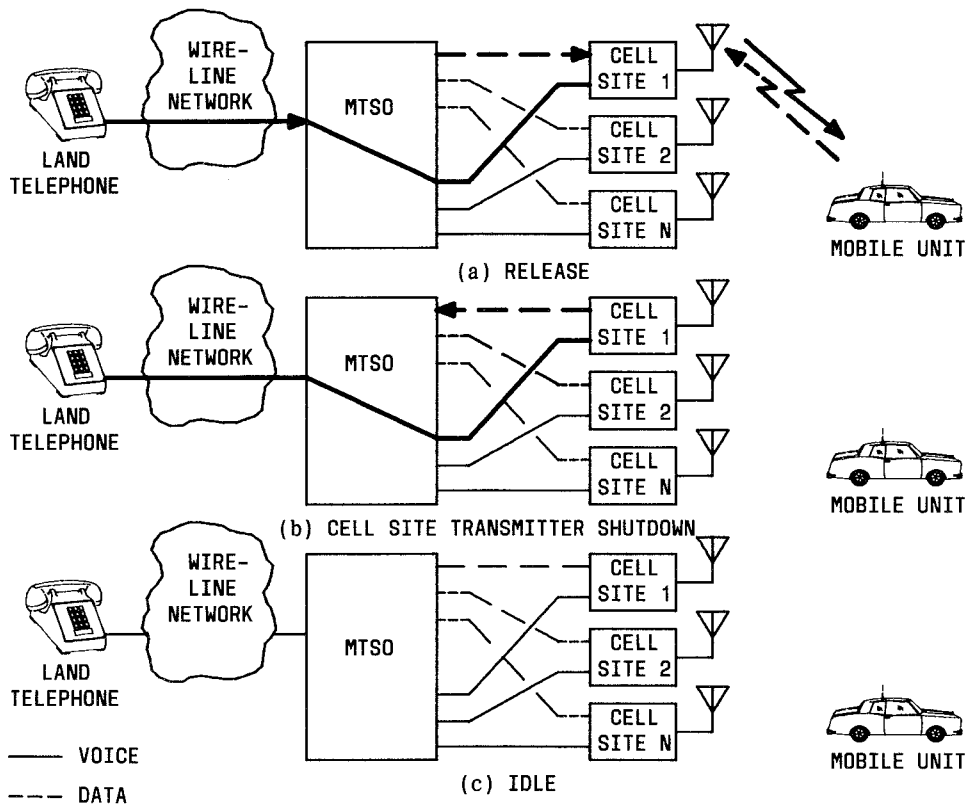 WIRE-
LINE
NETWORK
MTSO
CELL
SITE 1
CELL
SITE 2
CELL
SITE N
LAND
TELEPHONE
MOBILE UNIT
(a) RELEASE
WIRE-
LINE
NETWORK
MTSO
CELL
SITE 1
CELL
SITE 2
CELL
SITE N
LAND
TELEPHONE
MOBILE UNIT
(b) CELL SITE TRANSMITTER SHUTDOWN
WIRE-
LINE
NETWORK
MTSO
CELL
SITE 1
CELL
SITE 2
CELL
SITE N
LAND
TELEPHONE
MOBILE UNIT
VOICE
DATA
(c) IDLE